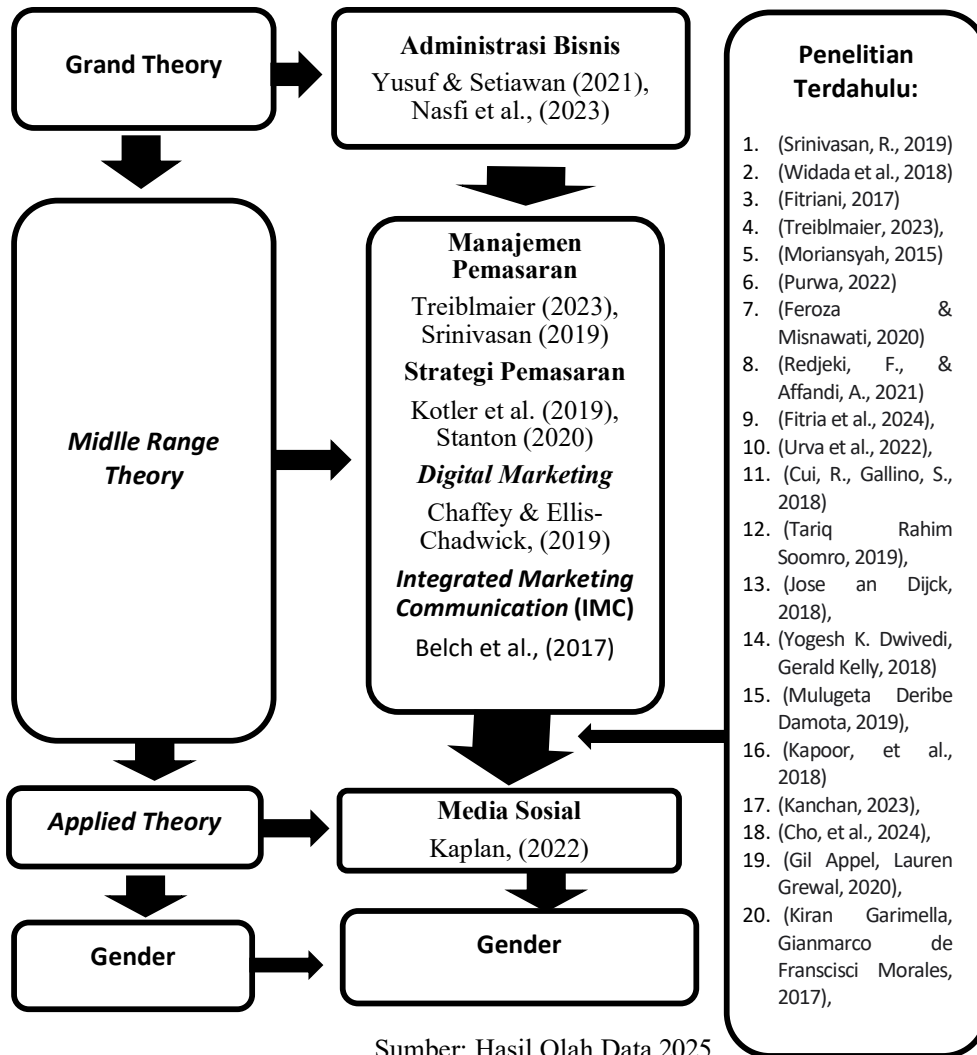 Grand Theory
Administrasi Bisnis
Yusuf & Setiawan (2021),
Nasfi et al., (2023)
Midlle Range
Theory
Manajemen
Pemasaran
Treiblmaier (2023),
Srinivasan (2019)
Strategi Pemasaran
Kotler et al. (2019),
Stanton (2020)
Digital Marketing
Chaffey & Ellis-
Chadwick, (2019)
Integrated Marketing
Communication (IMC)
Belch et al., (2017)
Applied Theory
Media Sosial
Kaplan, (2022)
Gender
Gender
Penelitian
Terdahulu:
1. (Srinivasan, R., 2019)
2. (Widada et al., 2018)
3. (Fitriani, 2017)
4. (Treiblmaier, 2023),
5. (Moriansyah, 2015)
6. (Purwa, 2022)
7. (Feroza &
Misnawati, 2020)
8. (Redjeki, F., &
Affandi, A., 2021)
9. (Fitria et al., 2024),
10. (Urva et al., 2022),
11. (Cui, R., Gallino, S.,
2018)
12. (Tariq Rahim
Soomro, 2019),
13. (Jose an Dijck,
2018),
14. (Yogesh K. Dwivedi,
Gerald Kelly, 2018)
15. (Mulugeta Deribe
Damota, 2019),
16. (Kapoor, et al.,
2018)
17. (Kanchan, 2023),
18. (Cho, et al., 2024),
19. (Gil Appel, Lauren
Grewal, 2020),
20. (Kiran Garimella,
Gianmarco de
Franscisci Morales,
2017),
Sumber: Hasil Olah Data 2025